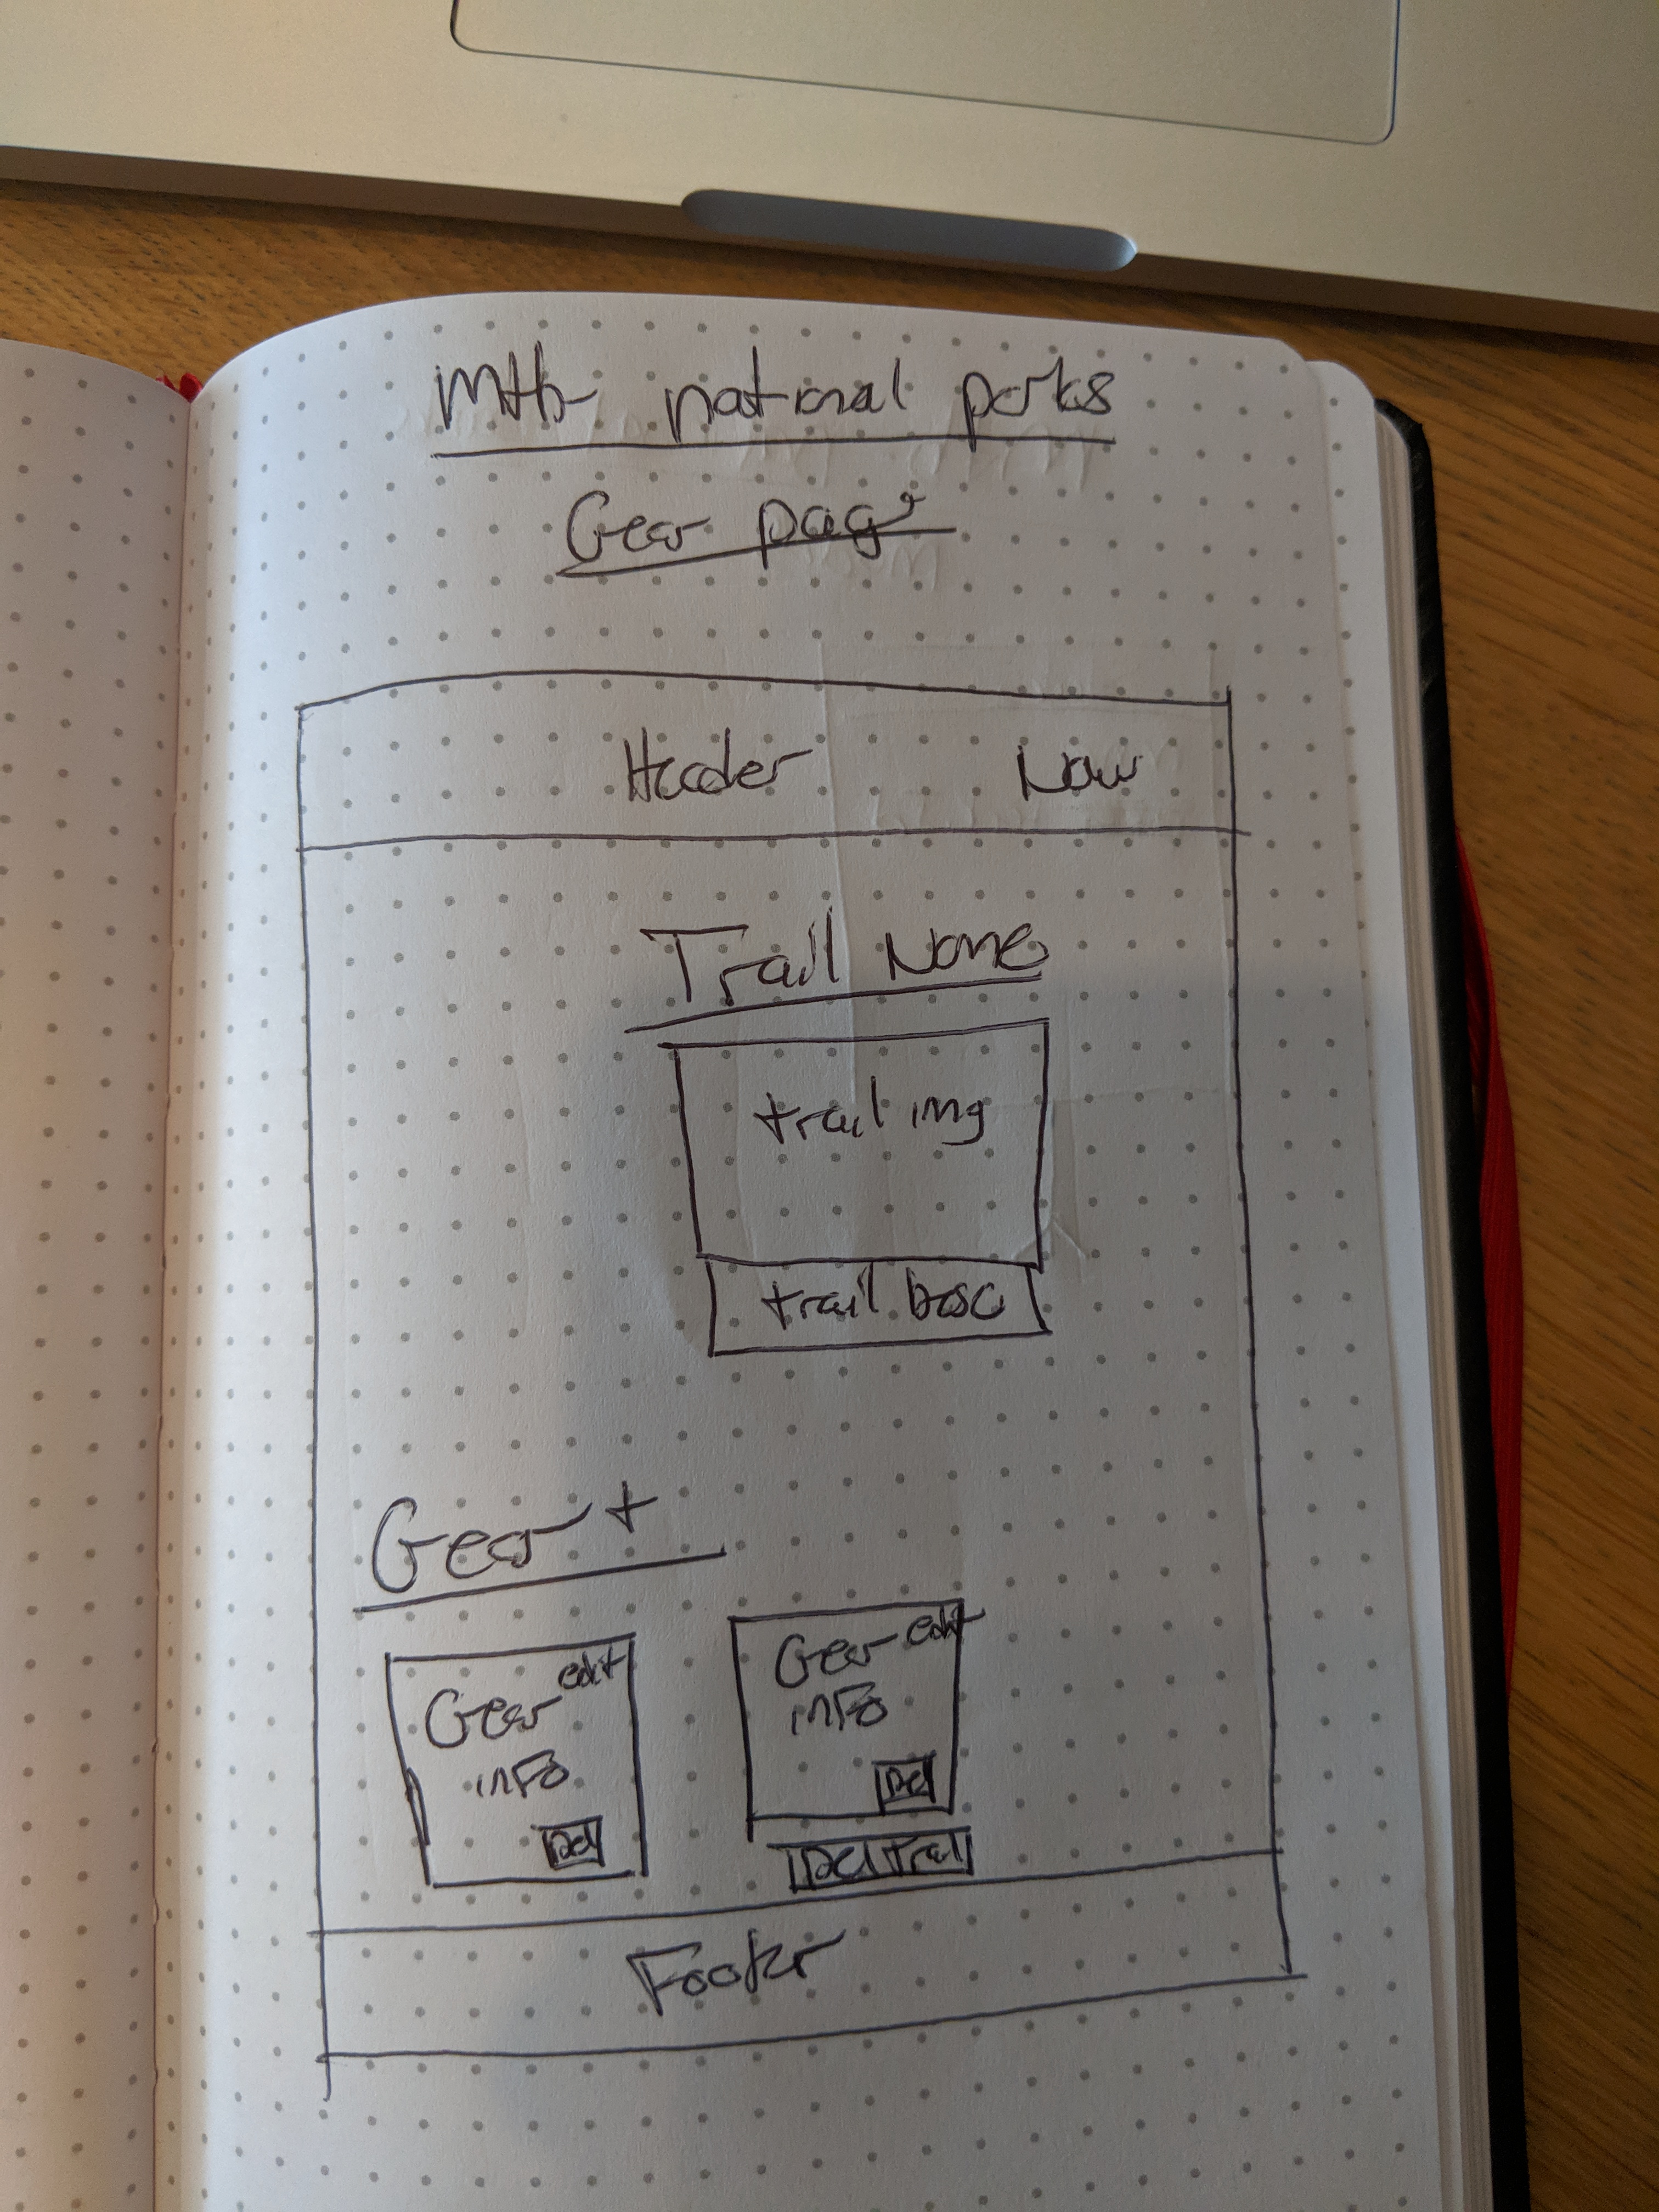 Mtb national parks
Gear page
Header Nav
Trail Name
trail img
trail Desc
Gear +
Gear edit
info
Del
Gear edit
info
Del
Del trail
Footer